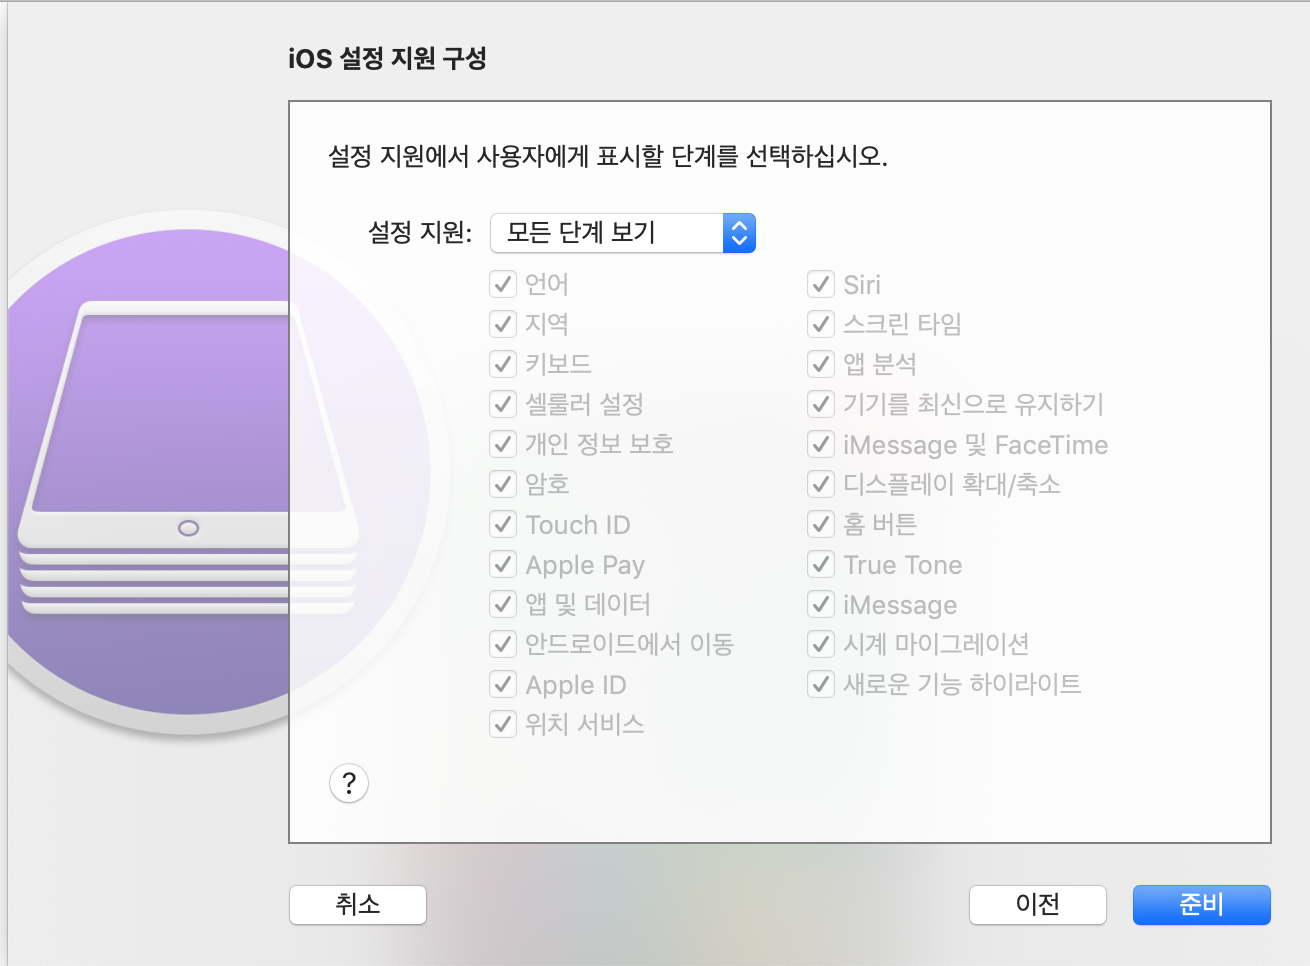 iOS 설정 지원 구성
설정 지원에서 사용자에게 표시할 단계를 선택하십시오.
설정 지원: 모든 단계 보기
언어
지역
키보드
셀룰러 설정
개인 정보 보호
암호
Touch ID
Apple Pay
앱 및 데이터
안드로이드에서 이동
Apple ID
위치 서비스
Siri
스크린 타임
앱 분석
기기를 최신으로 유지하기
iMessage 및 FaceTime
디스플레이 확대/축소
홈 버튼
True Tone
iMessage
시계 마이그레이션
새로운 기능 하이라이트
?
취소
이전
준비